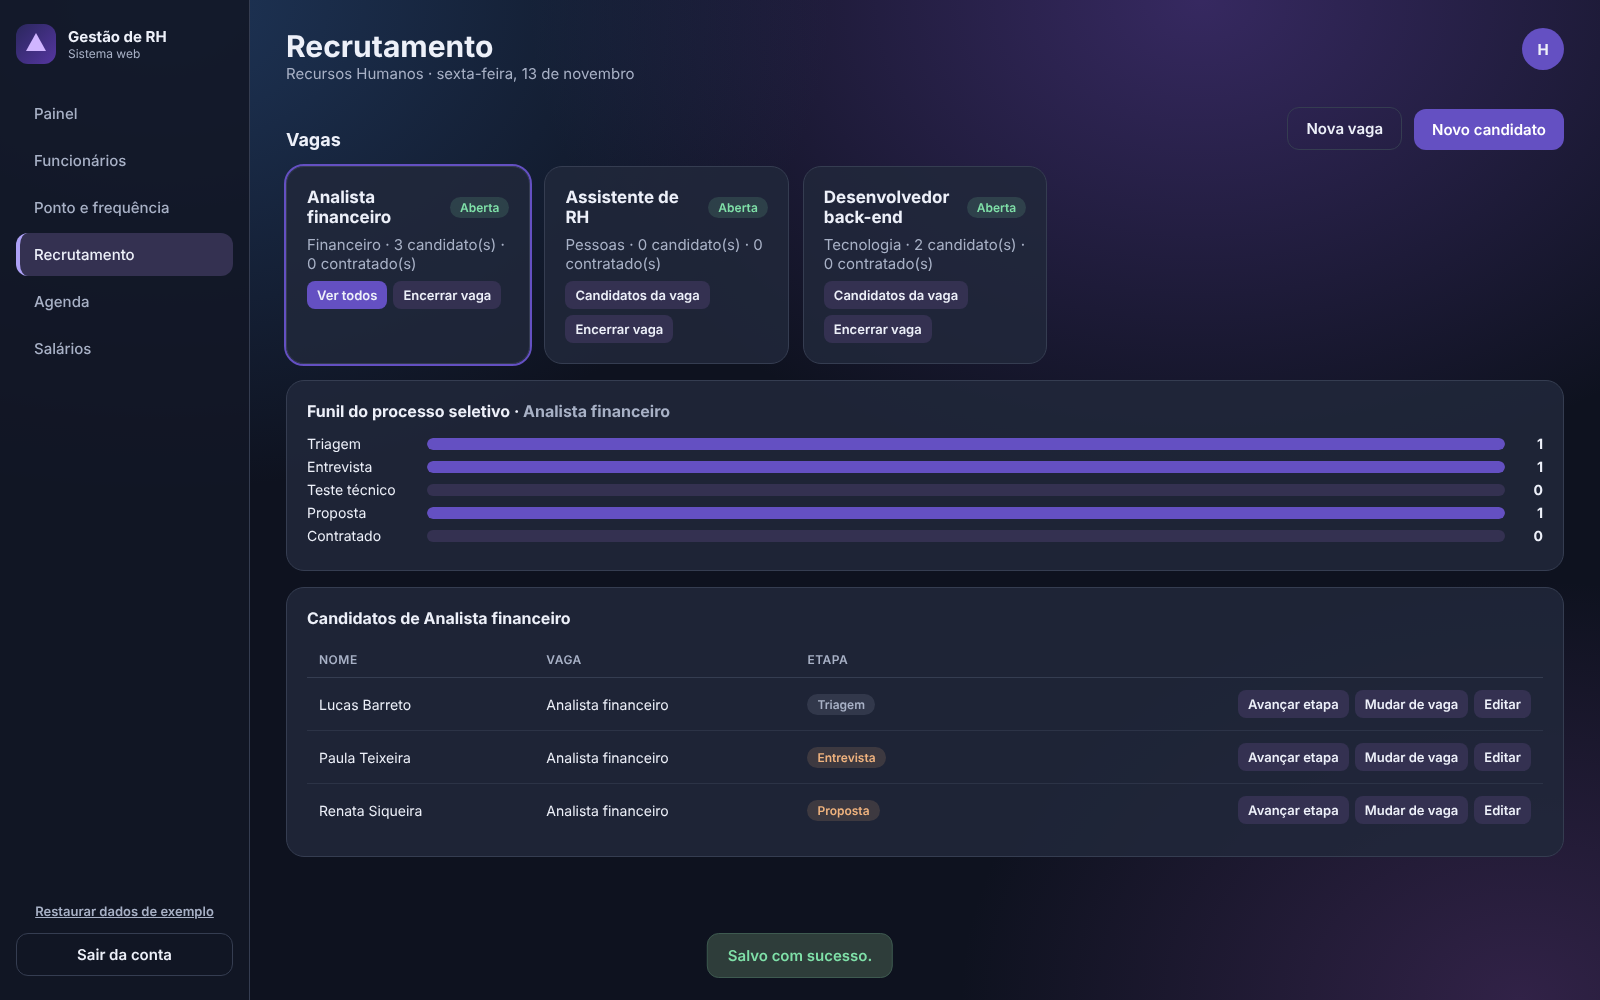 Gestão de RH
Sistema web
Painel
Funcionários
Ponto e frequência
Recrutamento
Agenda
Salários
Restaurar dados de exemplo
Sair da conta
Recrutamento
Recursos Humanos · sexta-feira, 13 de novembro
H
Vagas
Nova vaga
Novo candidato
Analista
financeiro
Aberta
Financeiro · 3 candidato(s) ·
0 contratado(s)
Ver todos
Encerrar vaga
Assistente de
RH
Aberta
Pessoas · 0 candidato(s) · 0
contratado(s)
Candidatos da vaga
Encerrar vaga
Desenvolvedor
back-end
Aberta
Tecnologia · 2 candidato(s) ·
0 contratado(s)
Candidatos da vaga
Encerrar vaga
Funil do processo seletivo · Analista financeiro
Triagem 1
Entrevista 1
Teste técnico 0
Proposta 1
Contratado 0
Candidatos de Analista financeiro
NOME VAGA ETAPA
Lucas Barreto Analista financeiro Triagem Avançar etapa Mudar de vaga Editar
Paula Teixeira Analista financeiro Entrevista Avançar etapa Mudar de vaga Editar
Renata Siqueira Analista financeiro Proposta Avançar etapa Mudar de vaga Editar
Salvo com sucesso.